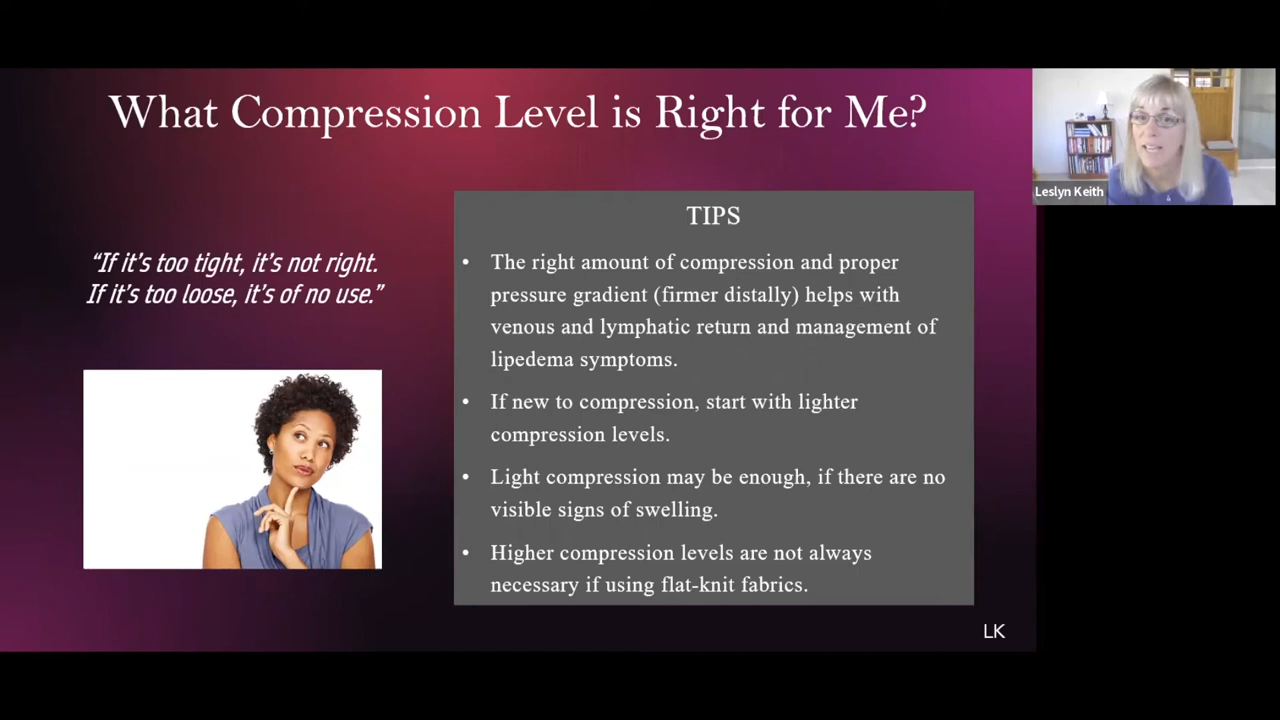 What Compression Level is Right for Me?
Leslyn Keith
“If it’s too tight, it’s not right.
If it’s too loose, it’s of no use.”
TIPS
• The right amount of compression and proper
pressure gradient (firmer distally) helps with
venous and lymphatic return and management of
lipedema symptoms.
• If new to compression, start with lighter
compression levels.
• Light compression may be enough, if there are no
visible signs of swelling.
• Higher compression levels are not always
necessary if using flat-knit fabrics.
LK